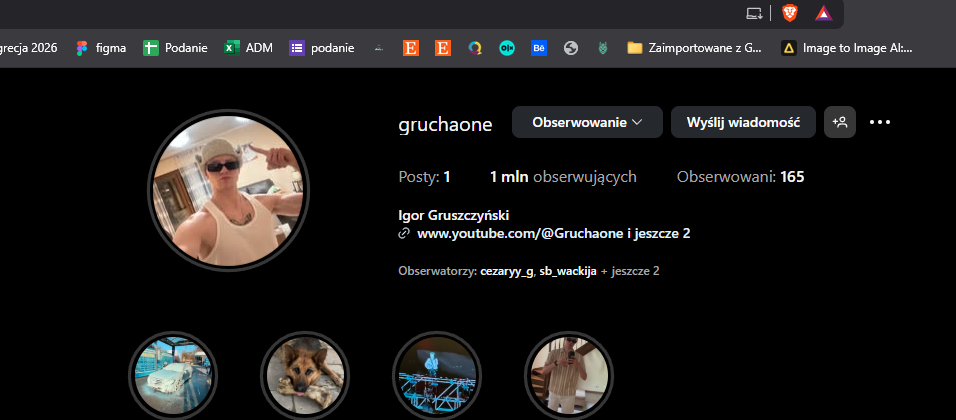 grecja 2026 figma Podanie ADM podanie Zaimportowane z G... Image to Image AI:...
gruchaone Obserwowanie Wyślij wiadomość
Posty: 1 1 mln obserwujących Obserwowani: 165
Igor Gruszczyński
www.youtube.com/@Gruchaone i jeszcze 2
Obserwatorzy: cezaryy_g, sb_wackija + jeszcze 2